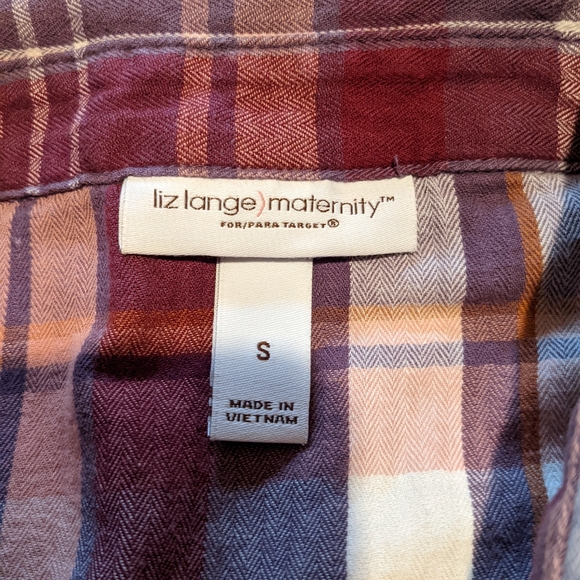 liz lange) maternity™
FOR/PARA TARGET®
S
MADE IN
VIETNAM